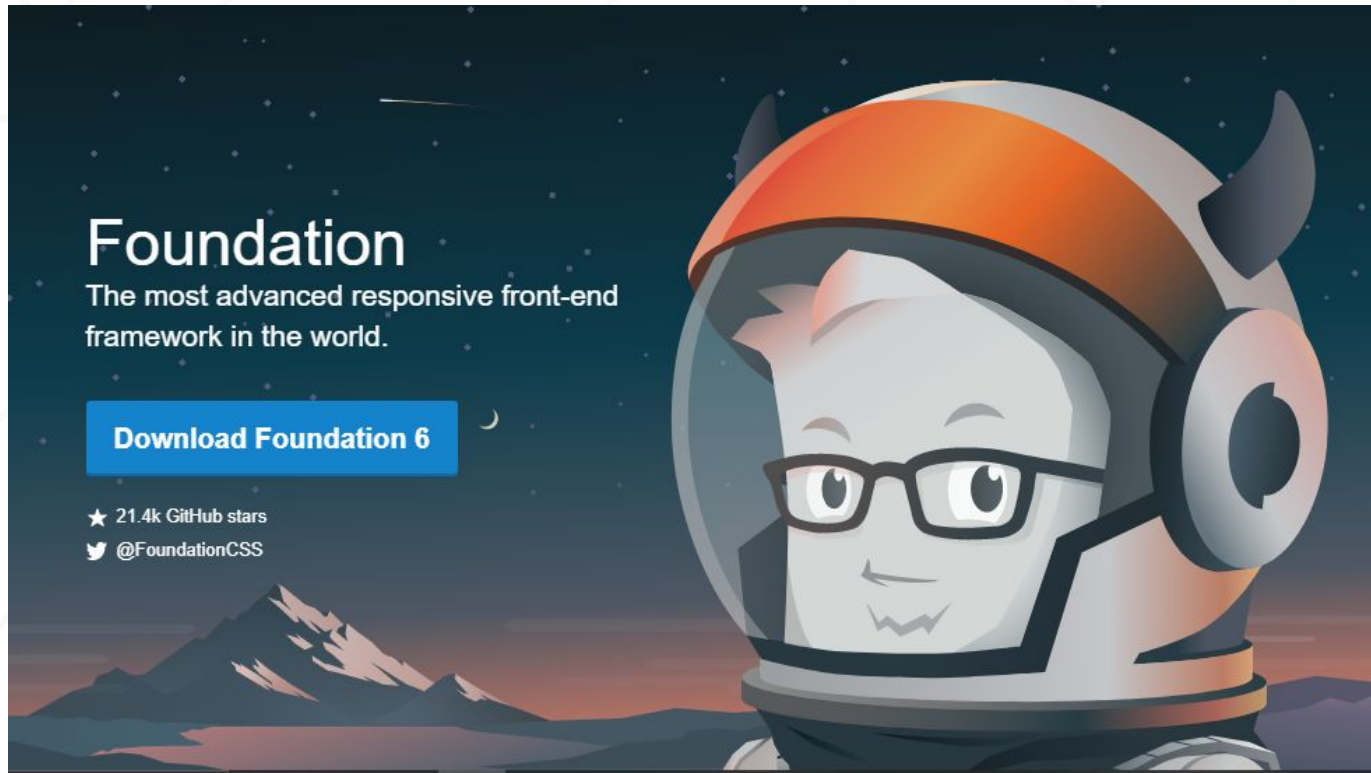 Foundation
The most advanced responsive front-end
framework in the world.
Download Foundation 6
21.4k GitHub stars
@FoundationCSS